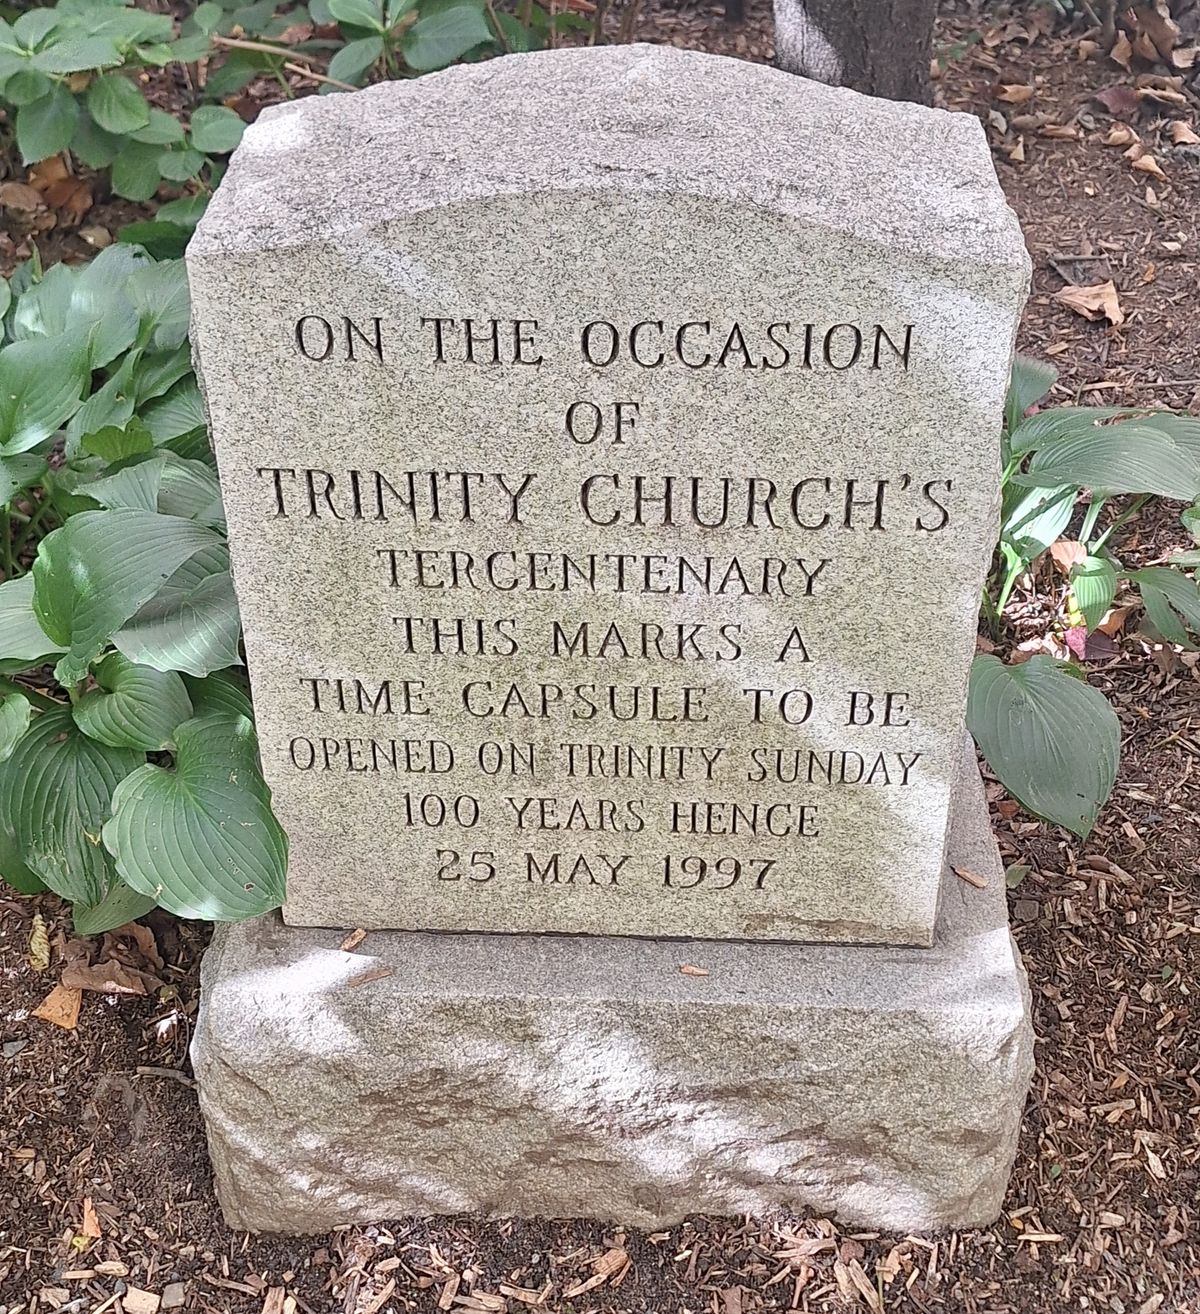 ON THE OCCASION
OF
TRINITY CHURCH'S
TERCENTENARY
THIS MARKS A
TIME CAPSULE TO BE
OPENED ON TRINITY SUNDAY
100 YEARS HENCE
25 MAY 1997